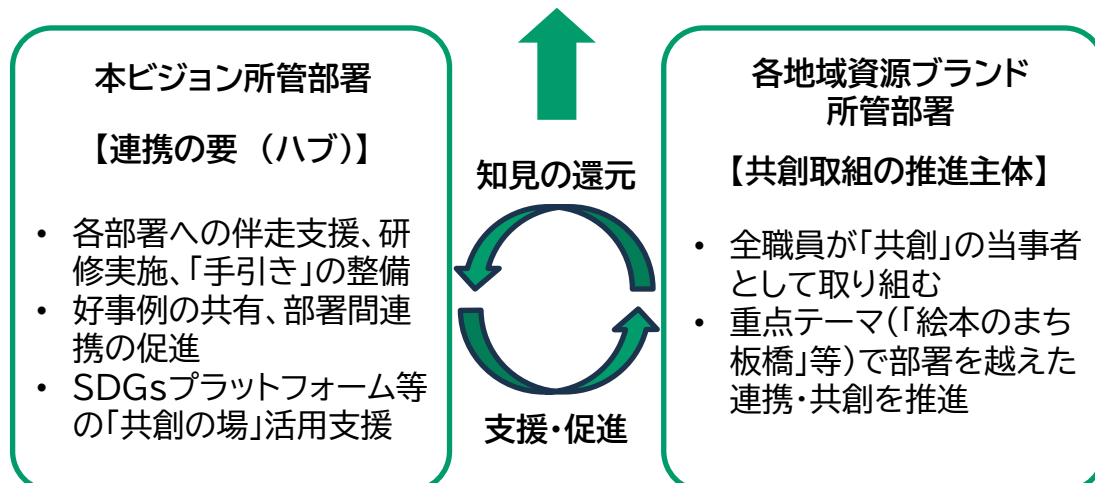 本ビジョン所管部署
【連携の要（ハブ）】
• 各部署への伴走支援、研
修実施、「手引き」の整備
• 好事例の共有、部署間連
携の促進
• SDGsプラットフォーム等
の「共創の場」活用支援
知見の還元
支援・促進
各地域資源ブランド
所管部署
【共創取組の推進主体】
• 全職員が「共創」の当事者
として取り組む
• 重点テーマ(「絵本のまち
板橋」等)で部署を越えた
連携・共創を推進